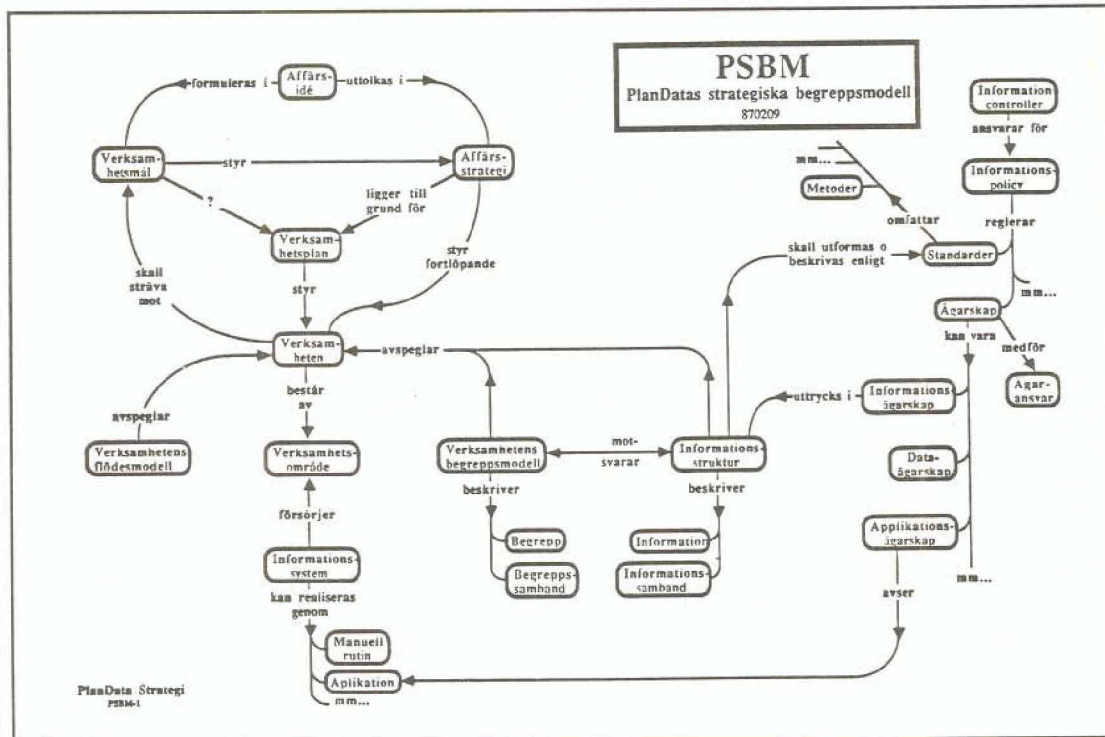 PSBM
PlanDatas strategiska begreppsmodell
870209
formuleras i
Affärs-
idé
uttolkas i
Information
controller
ansvarar för
Verksam-
hetsmål
styr
Affärs-
strategi
mm...
Metoder
Informations-
policy
?
ligger till
grund för
omfattar
reglerar
Verksam-
hetsplan
skall utformas o
beskrivas enligt
Standarder
skall
sträva
mot
styr
styr
fortlöpande
mm...
Ägarskap
Verksam-
heten
avspeglar
kan vara
medför
består
av
uttrycks i
Informations-
ägarskap
Ägar-
ansvar
avspeglar
Verksamhetens
flödesmodell
Verksamhets-
område
Verksamhetens
begreppsmodell
mot-
svarar
Informations-
struktur
Data-
ägarskap
beskriver
beskriver
försörjer
Begrepp
Information
Applikations-
ägarskap
Informations-
system
Begrepps-
samband
Informations-
samband
mm...
kan realiseras
genom
avser
Manuell
rutin
Aplikation
mm...
PlanData Strategi
PSBM-1